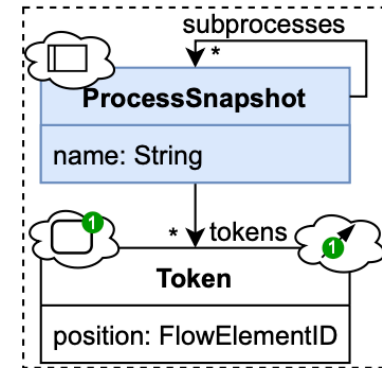 subprocesses
*
ProcessSnapshot
name: String
* tokens
1
1
Token
position: FlowElementID